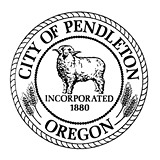 CITY OF PENDLETON
INCORPORATED
1880
OREGON